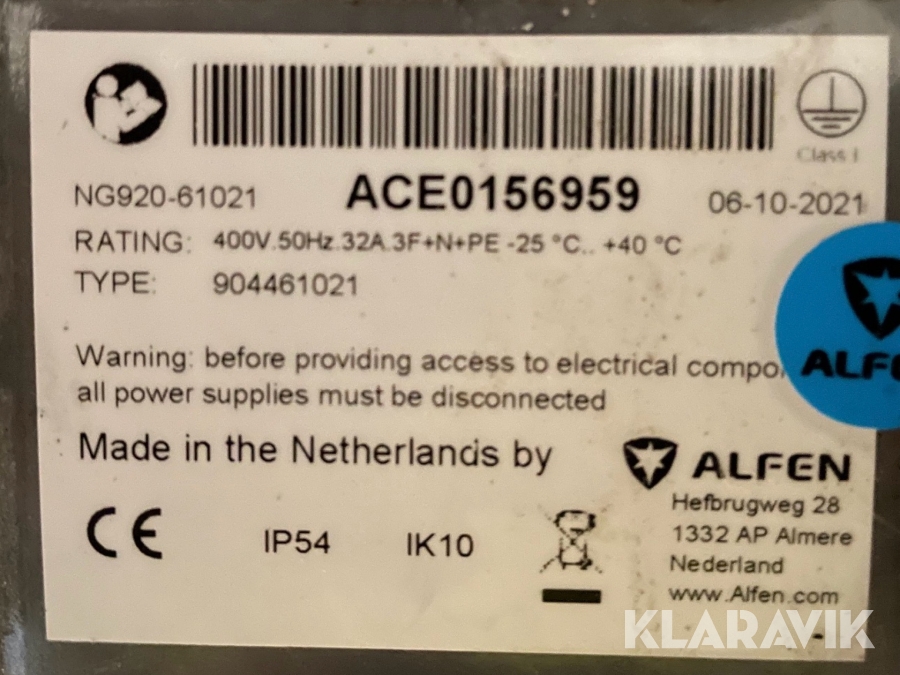 Class I
NG920-61021 ACE0156959 06-10-2021
RATING: 400V.50Hz.32A.3F+N+PE -25 °C.. +40 °C
TYPE: 904461021
ALFE
Warning: before providing access to electrical compo
all power supplies must be disconnected
Made in the Netherlands by ALFEN
Hefbrugweg 28
CE IP54 IK10 1332 AP Almere
Nederland
www.Alfen.com
KLARAVIK